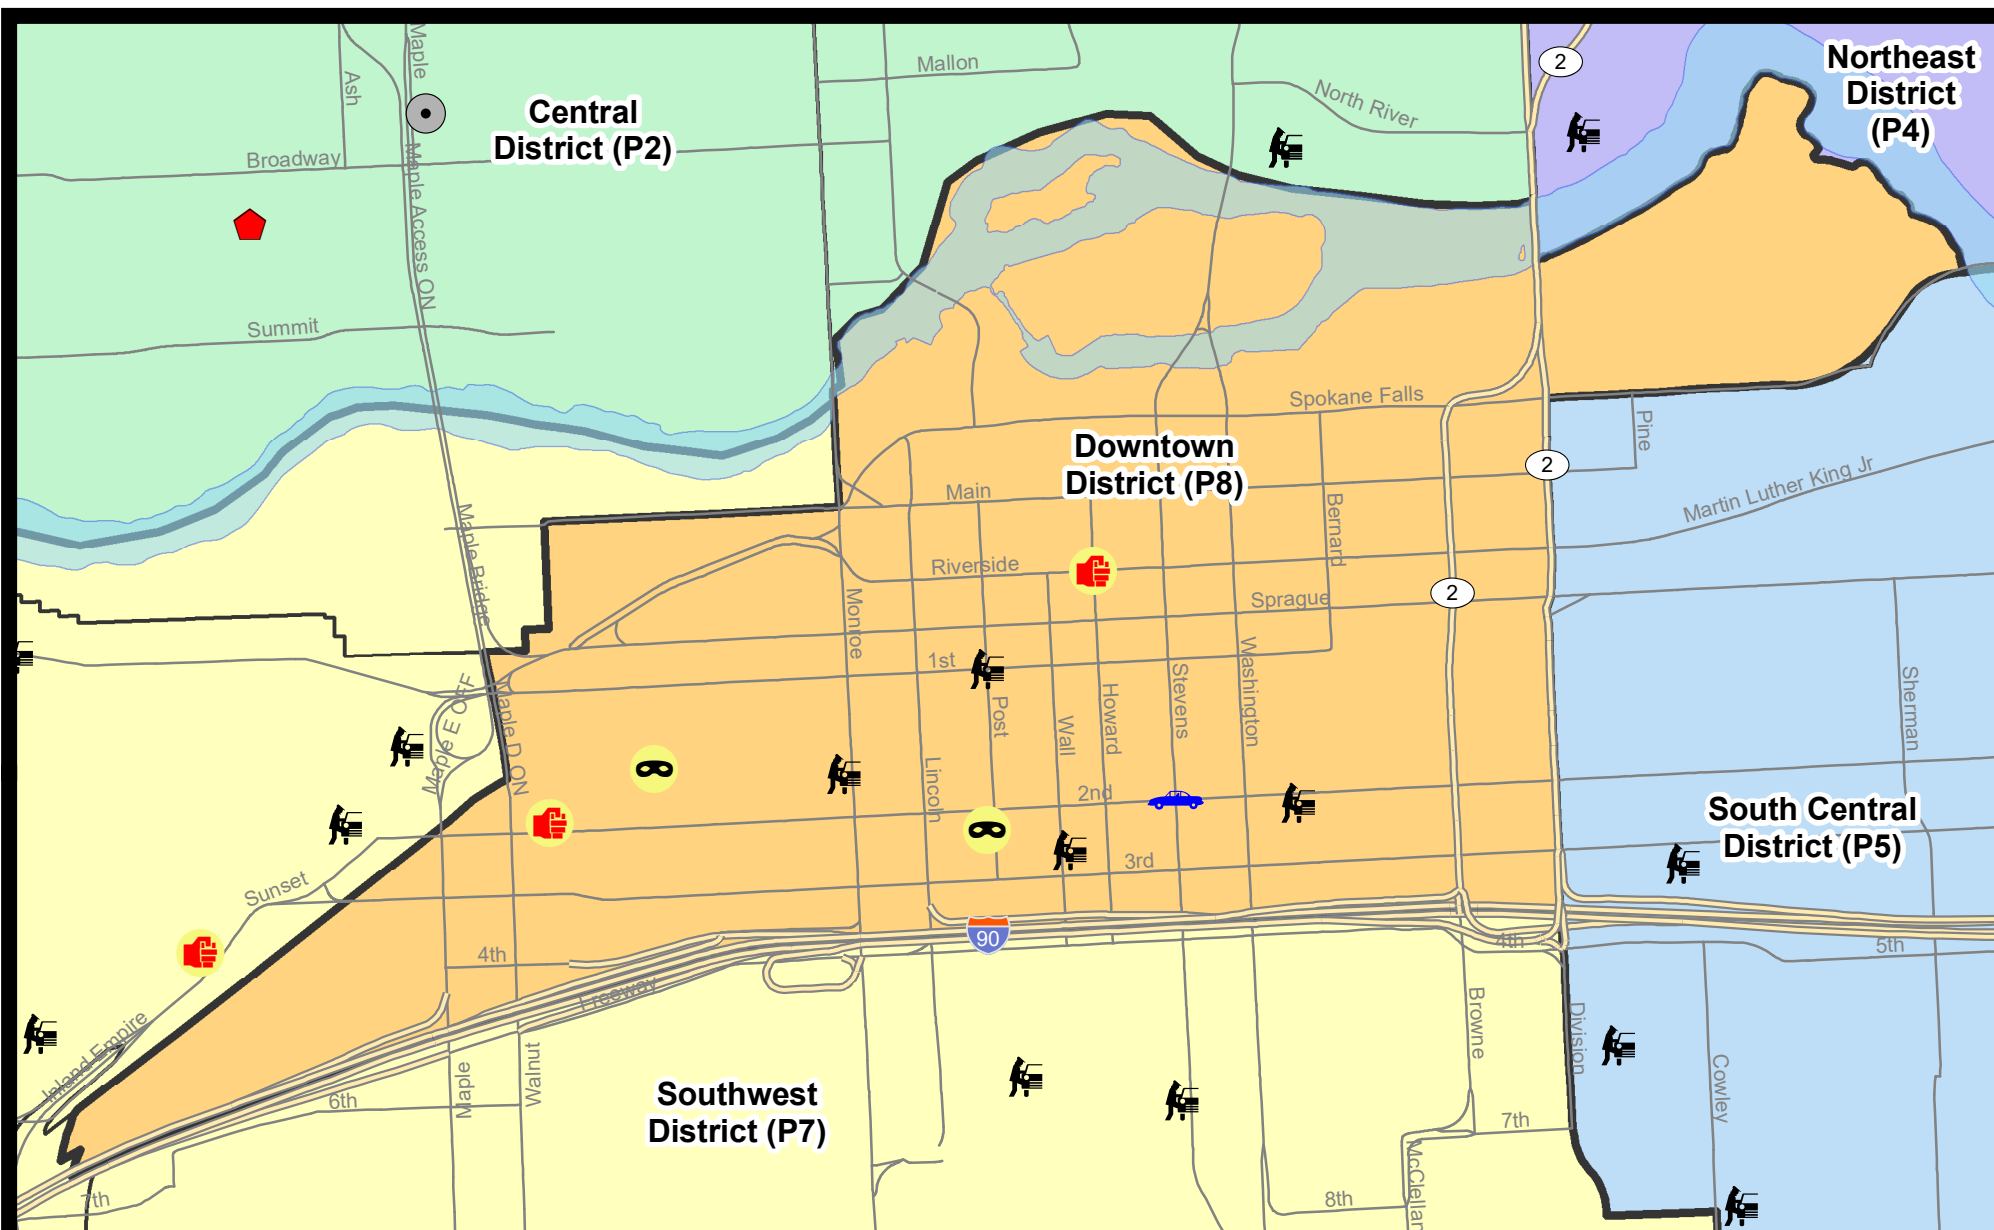 Maple
Mallon
2
Northeast
District
(P4)
Ash
Central
District (P2)
North River
Broadway
Maple Access ON
Summit
Spokane Falls
Pine
Downtown
District (P8)
2
Main
Bernard
Martin Luther King Jr
Maple Bridge
Riverside
2
Sprague
Monroe
1st
Washington
Sherman
Maple E OFF
Maple D ON
Post
Wall
Howard
Stevens
Lincoln
2nd
South Central
District (P5)
3rd
Sunset
90
4th
4th
5th
Freeway
Inland Empire
Browne
Division
Walnut
Maple
Cowley
6th
Southwest
District (P7)
7th
McClellan
7th
8th